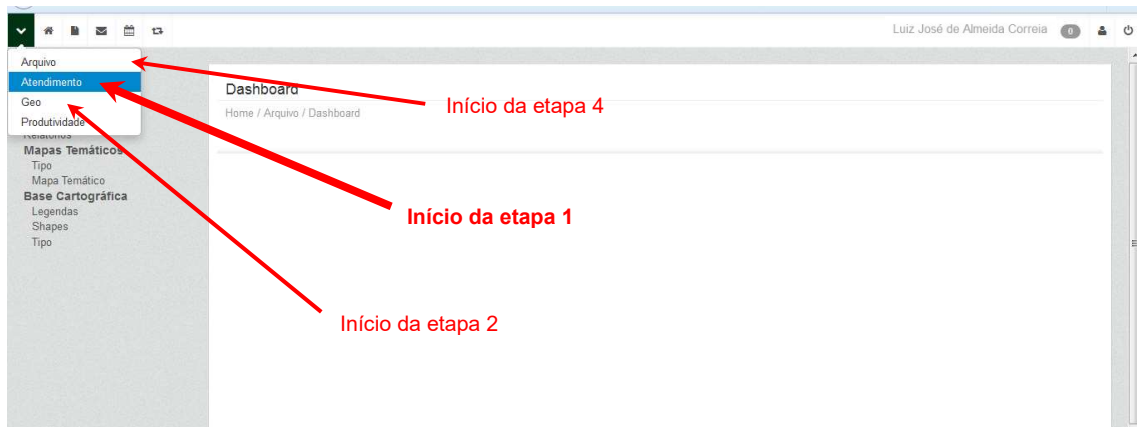 Luiz José de Almeida Correia 0
Arquivo
Atendimento
Geo
Produtividade
Relatórios
Mapas Temáticos
Tipo
Mapa Temático
Base Cartográfica
Legendas
Shapes
Tipo
Dashboard
Home / Arquivo / Dashboard
Início da etapa 4
Início da etapa 1
Início da etapa 2